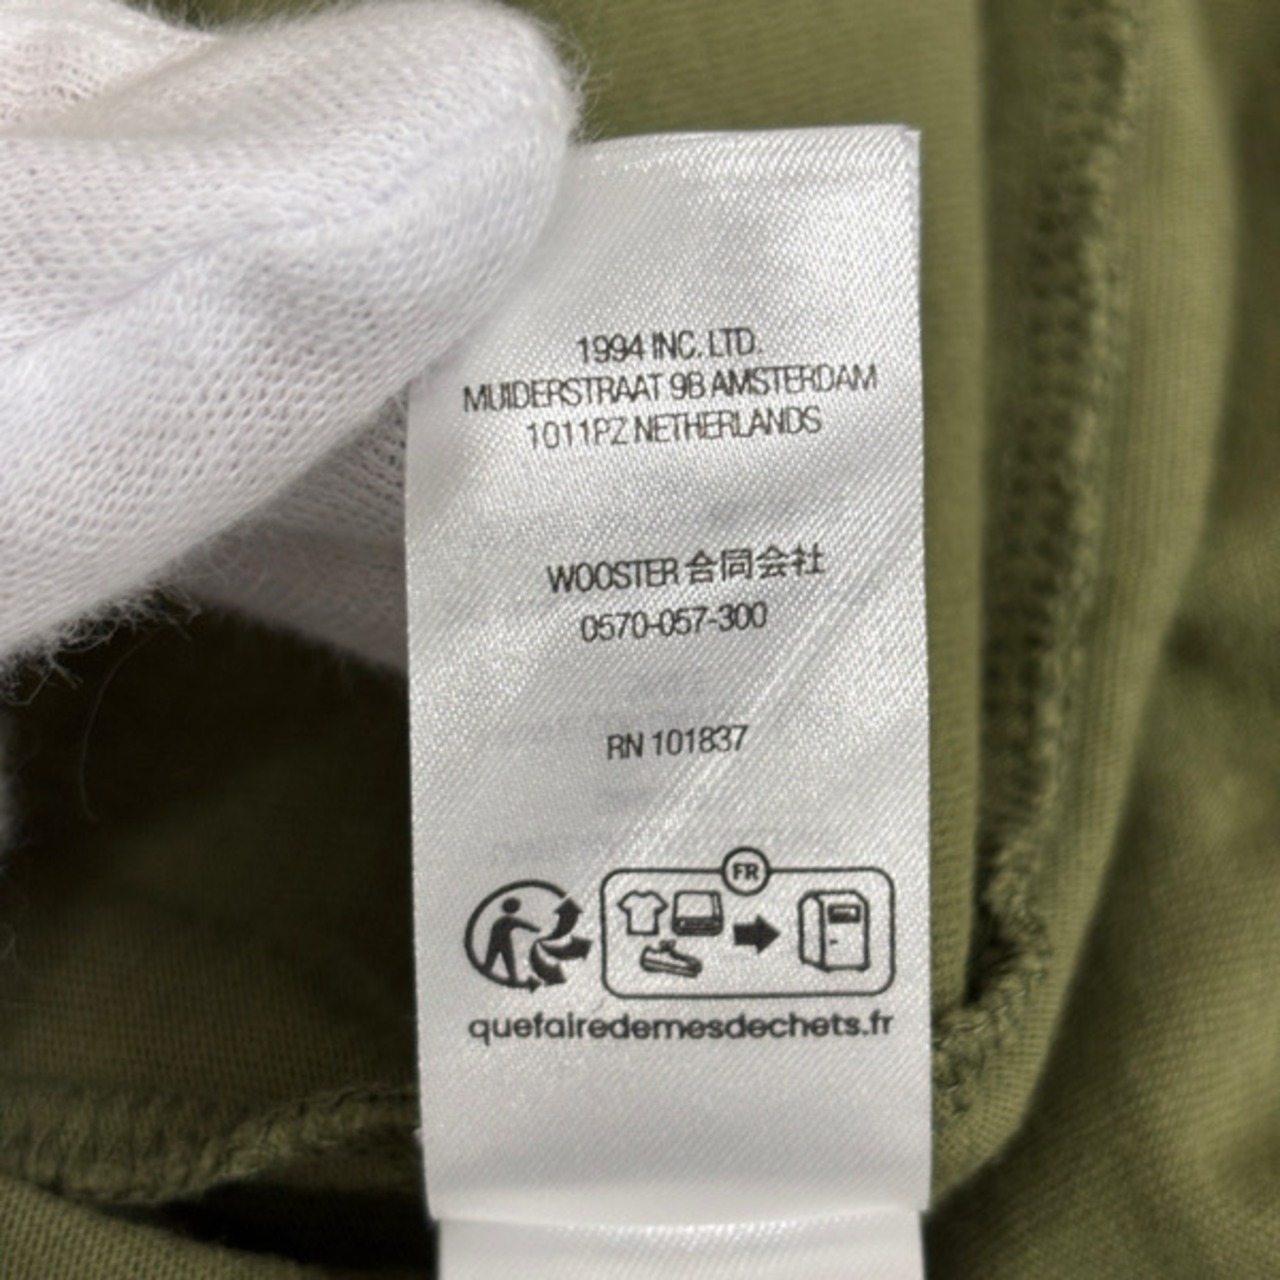 1994 INC. LTD.
MUIDERSTRAAT 9B AMSTERDAM
1011PZ NETHERLANDS
WOOSTER 合同会社
0570-057-300
RN 101837
FR
quefairedemesdechets.fr